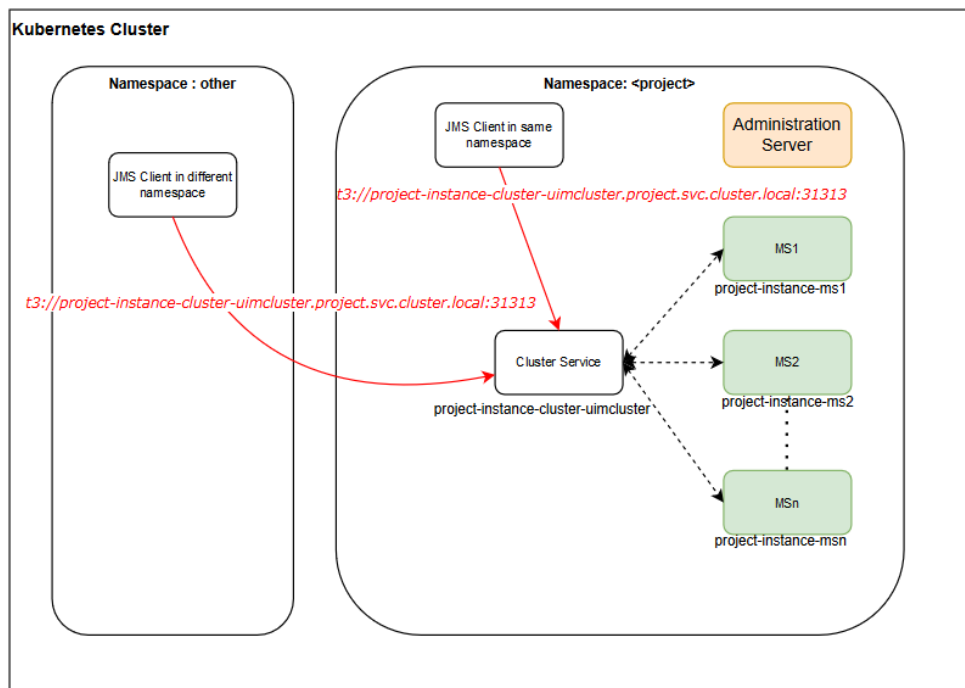 Kubernetes Cluster
Namespace : other
Namespace: <project>
JMS Client in same
namespace
Administration
Server
JMS Client in different
namespace
t3://project-instance-cluster-uimcluster.project.svc.cluster.local:31313
MS1
project-instance-ms1
t3://project-instance-cluster-uimcluster.project.svc.cluster.local:31313
Cluster Service
project-instance-cluster-uimcluster
MS2
project-instance-ms2
MSn
project-instance-msn